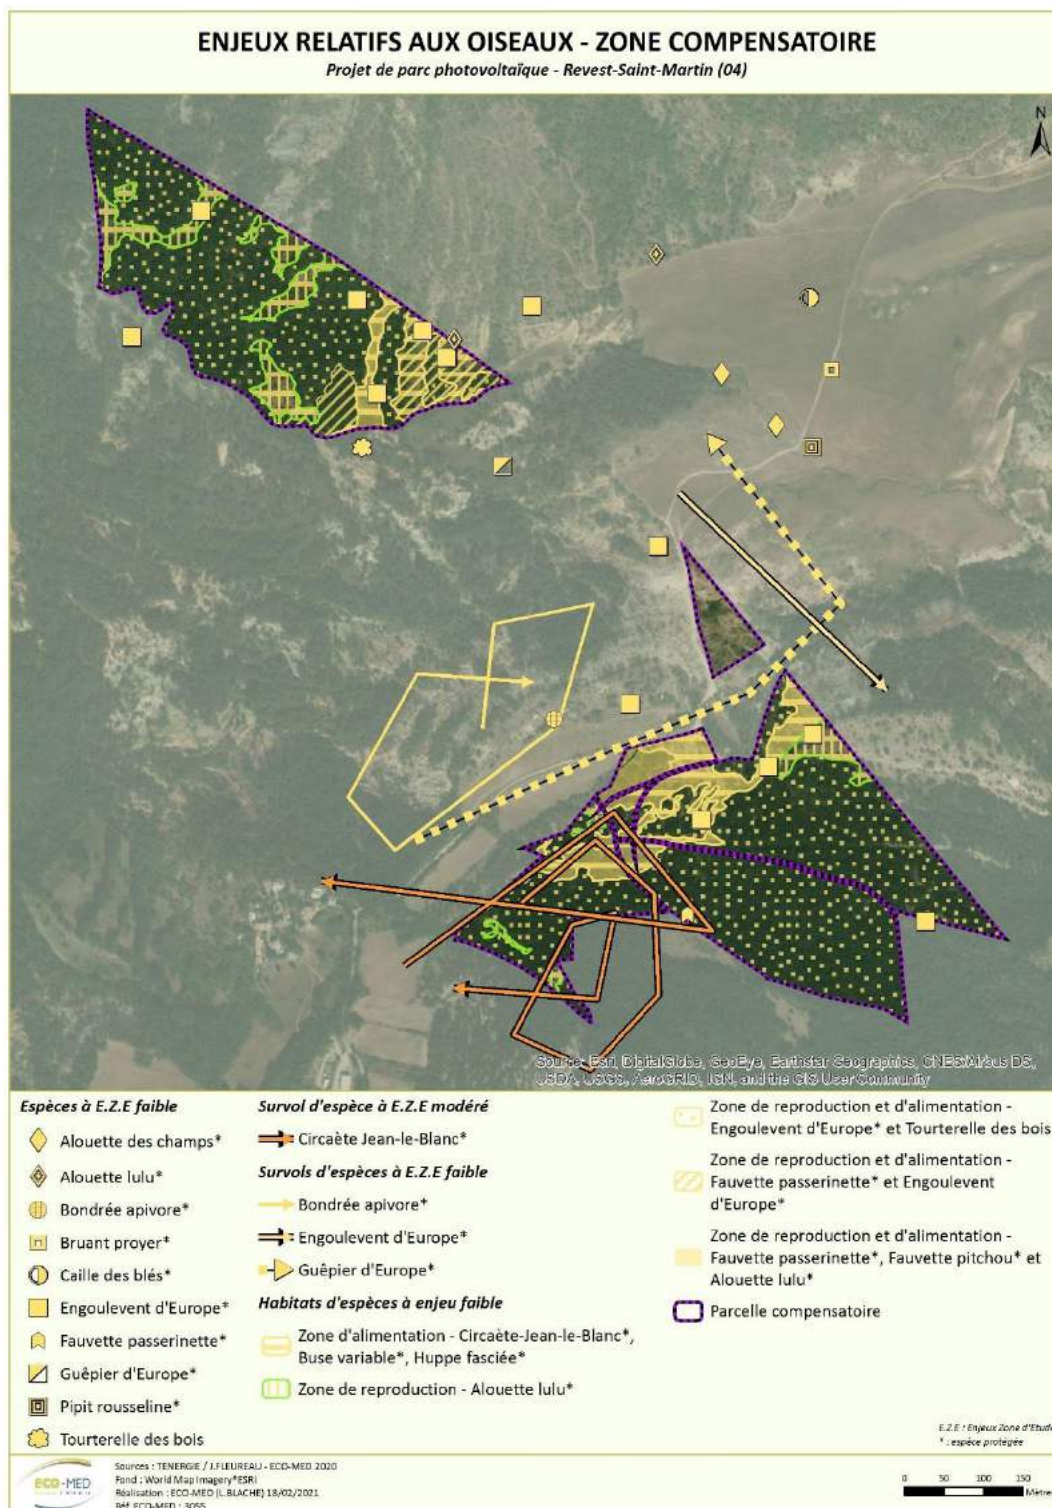 ENJEUX RELATIFS AUX OISEAUX - ZONE COMPENSATOIRE
Projet de parc photovoltaïque - Revest-Saint-Martin (04)
N
Source: Esri, DigitalGlobe, GeoEye, Earthstar Geographics, CNES/Airbus DS,
USDA, USGS, AeroGRID, IGN, and the GIS User Community
Espèces à E.Z.E faible
Alouette des champs*
Alouette lulu*
Bondrée apivore*
Bruant proyer*
Caille des blés*
Engoulevent d'Europe*
Fauvette passerinette*
Guêpier d'Europe*
Pipit rousseline*
Tourterelle des bois
Survol d'espèce à E.Z.E modéré
Circaète Jean-le-Blanc*
Survols d'espèces à E.Z.E faible
Bondrée apivore*
Engoulevent d'Europe*
Guêpier d'Europe*
Habitats d'espèces à enjeu faible
Zone d'alimentation - Circaète-Jean-le-Blanc*,
Buse variable*, Huppe fasciée*
Zone de reproduction - Alouette lulu*
Zone de reproduction et d'alimentation -
Engoulevent d'Europe* et Tourterelle des bois
Zone de reproduction et d'alimentation -
Fauvette passerinette* et Engoulevent
d'Europe*
Zone de reproduction et d'alimentation -
Fauvette passerinette*, Fauvette pitchou* et
Alouette lulu*
Parcelle compensatoire
E.Z.E : Enjeux Zone d'Etude
* : espèce protégée
ECO-MED
Sources : TENERGIE / J.FLEUREAU - ECO-MED 2020
Fond : World Map Imagery*ESRI
Réalisation : ECO-MED (L.BLACHE) 18/02/2021
Réf. ECO-MED : 3055
0 50 100 150
Mètres